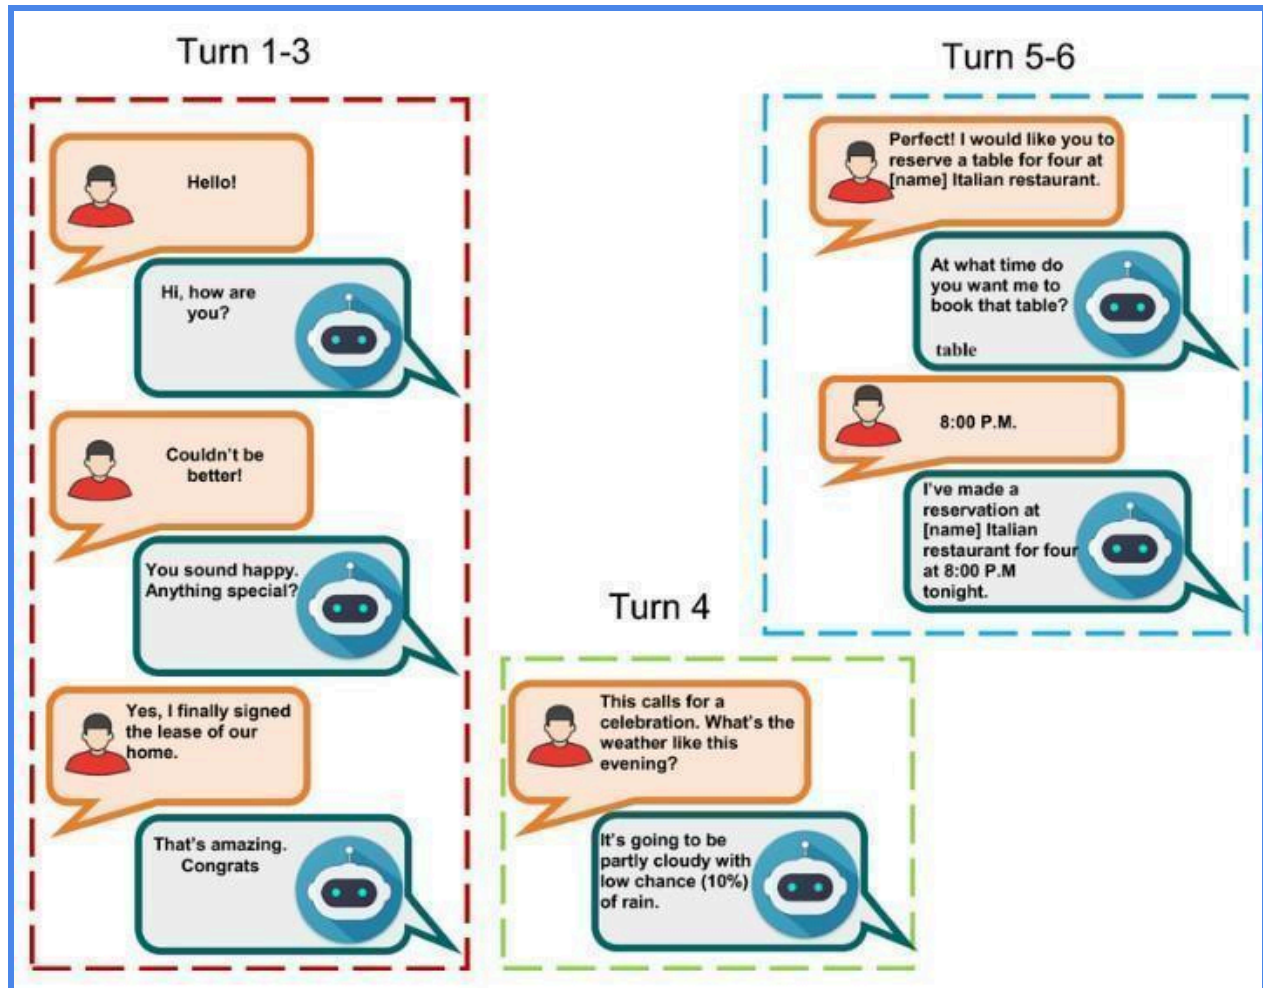 Turn 1-3
Hello!
Hi, how are
you?
Couldn't be
better!
You sound happy.
Anything special?
Yes, I finally signed
the lease of our
home.
That's amazing.
Congrats
Turn 4
This calls for a
celebration. What's the
weather like this
evening?
It's going to be
partly cloudy with
low chance (10%)
of rain.
Turn 5-6
Perfect! I would like you to
reserve a table for four at
[name] Italian restaurant.
At what time do
you want me to
book that table?
table
8:00 P.M.
I've made a
reservation at
[name] Italian
restaurant for four
at 8:00 P.M
tonight.